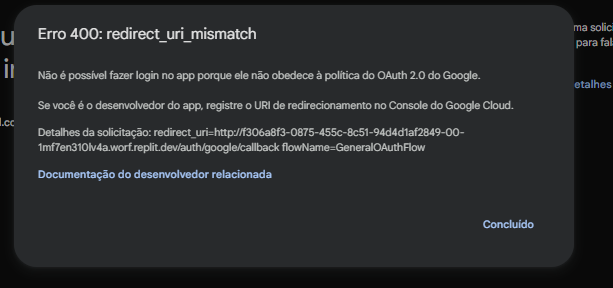 Erro 400: redirect_uri_mismatch
ma solici
para fala
Não é possível fazer login no app porque ele não obedece à política do OAuth 2.0 do Google.
etalhes
Se você é o desenvolvedor do app, registre o URI de redirecionamento no Console do Google Cloud.
l.co
Detalhes da solicitação: redirect_uri=http://f306a8f3-0875-455c-8c51-94d4d1af2849-00-
1mf7en310lv4a.worf.replit.dev/auth/google/callback flowName=GeneralOAuthFlow
Documentação do desenvolvedor relacionada
Concluído